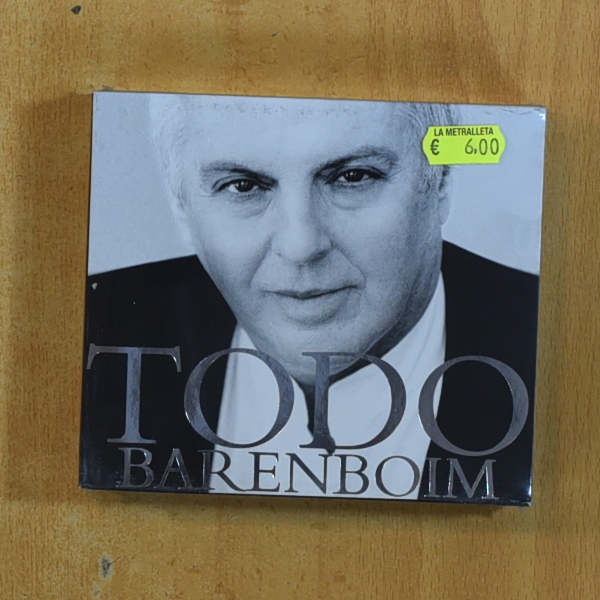 LA METRALLETA
€ 6.00
TODO
BARENBOIM